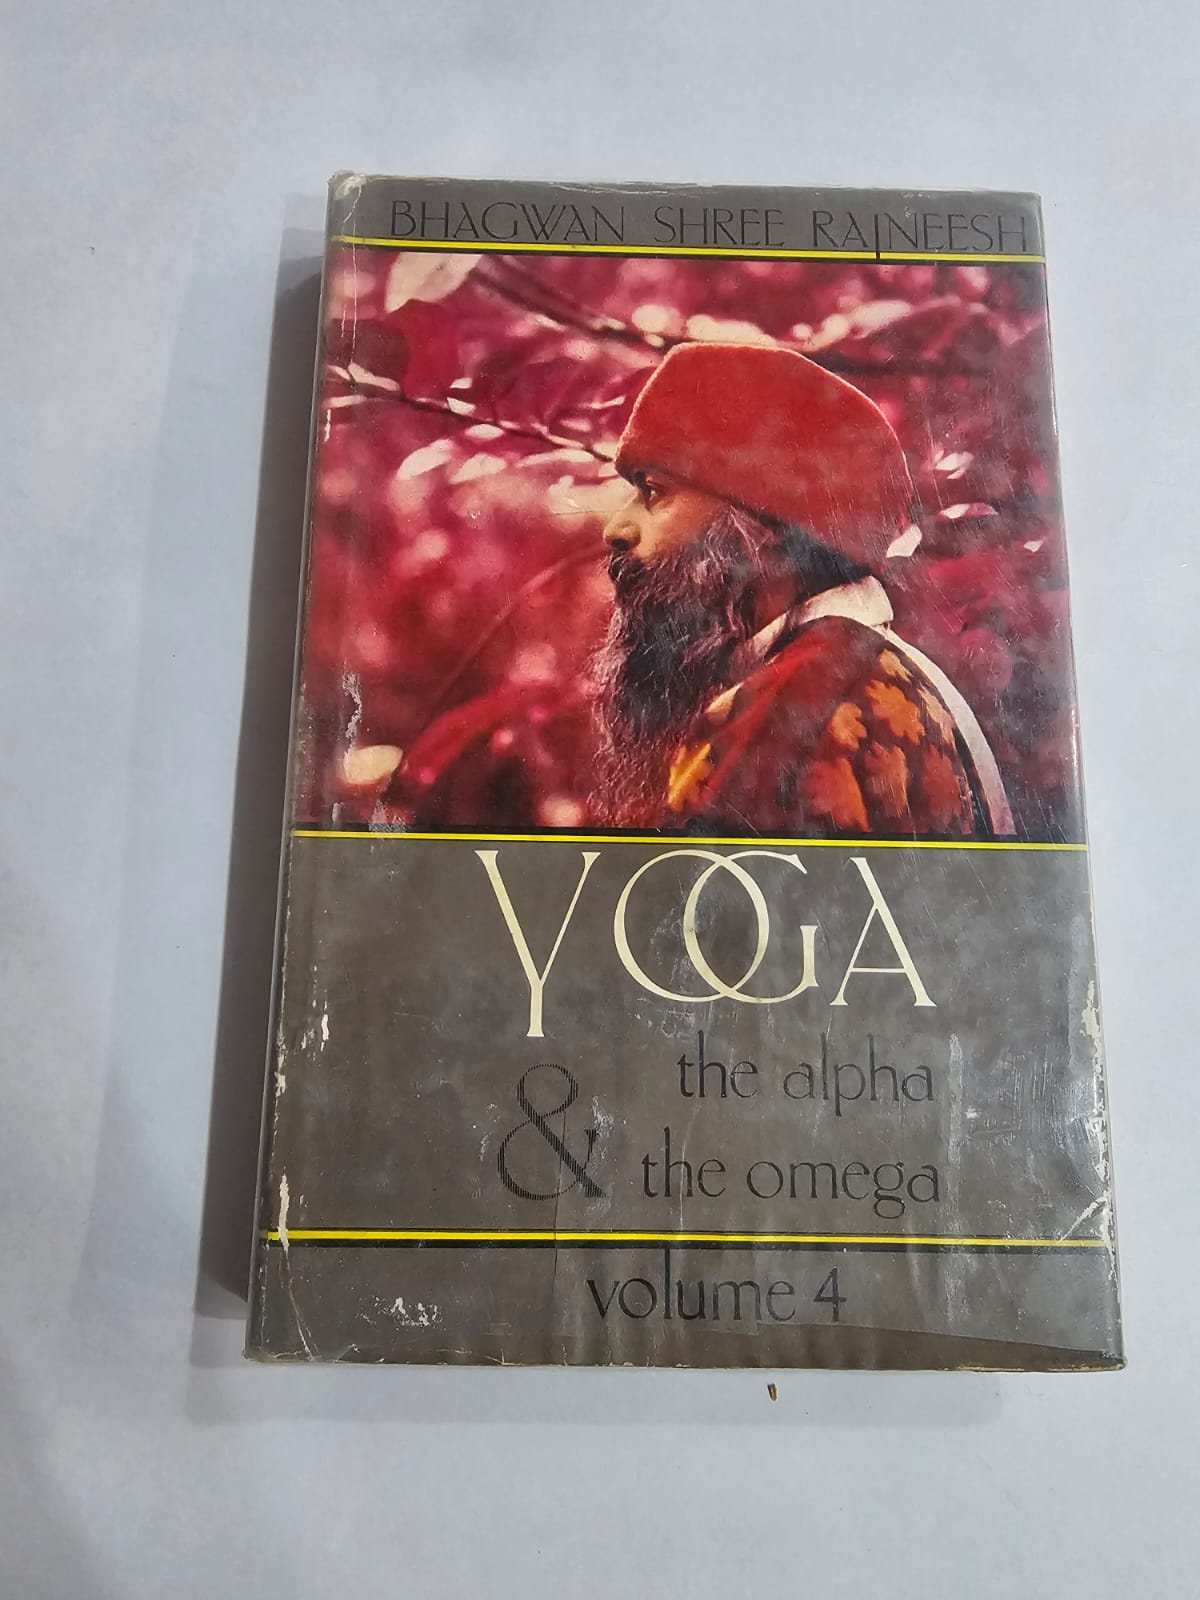 BHAGWAN SHREE RAJNEESH
YOGA
the alpha
& the omega
volume 4